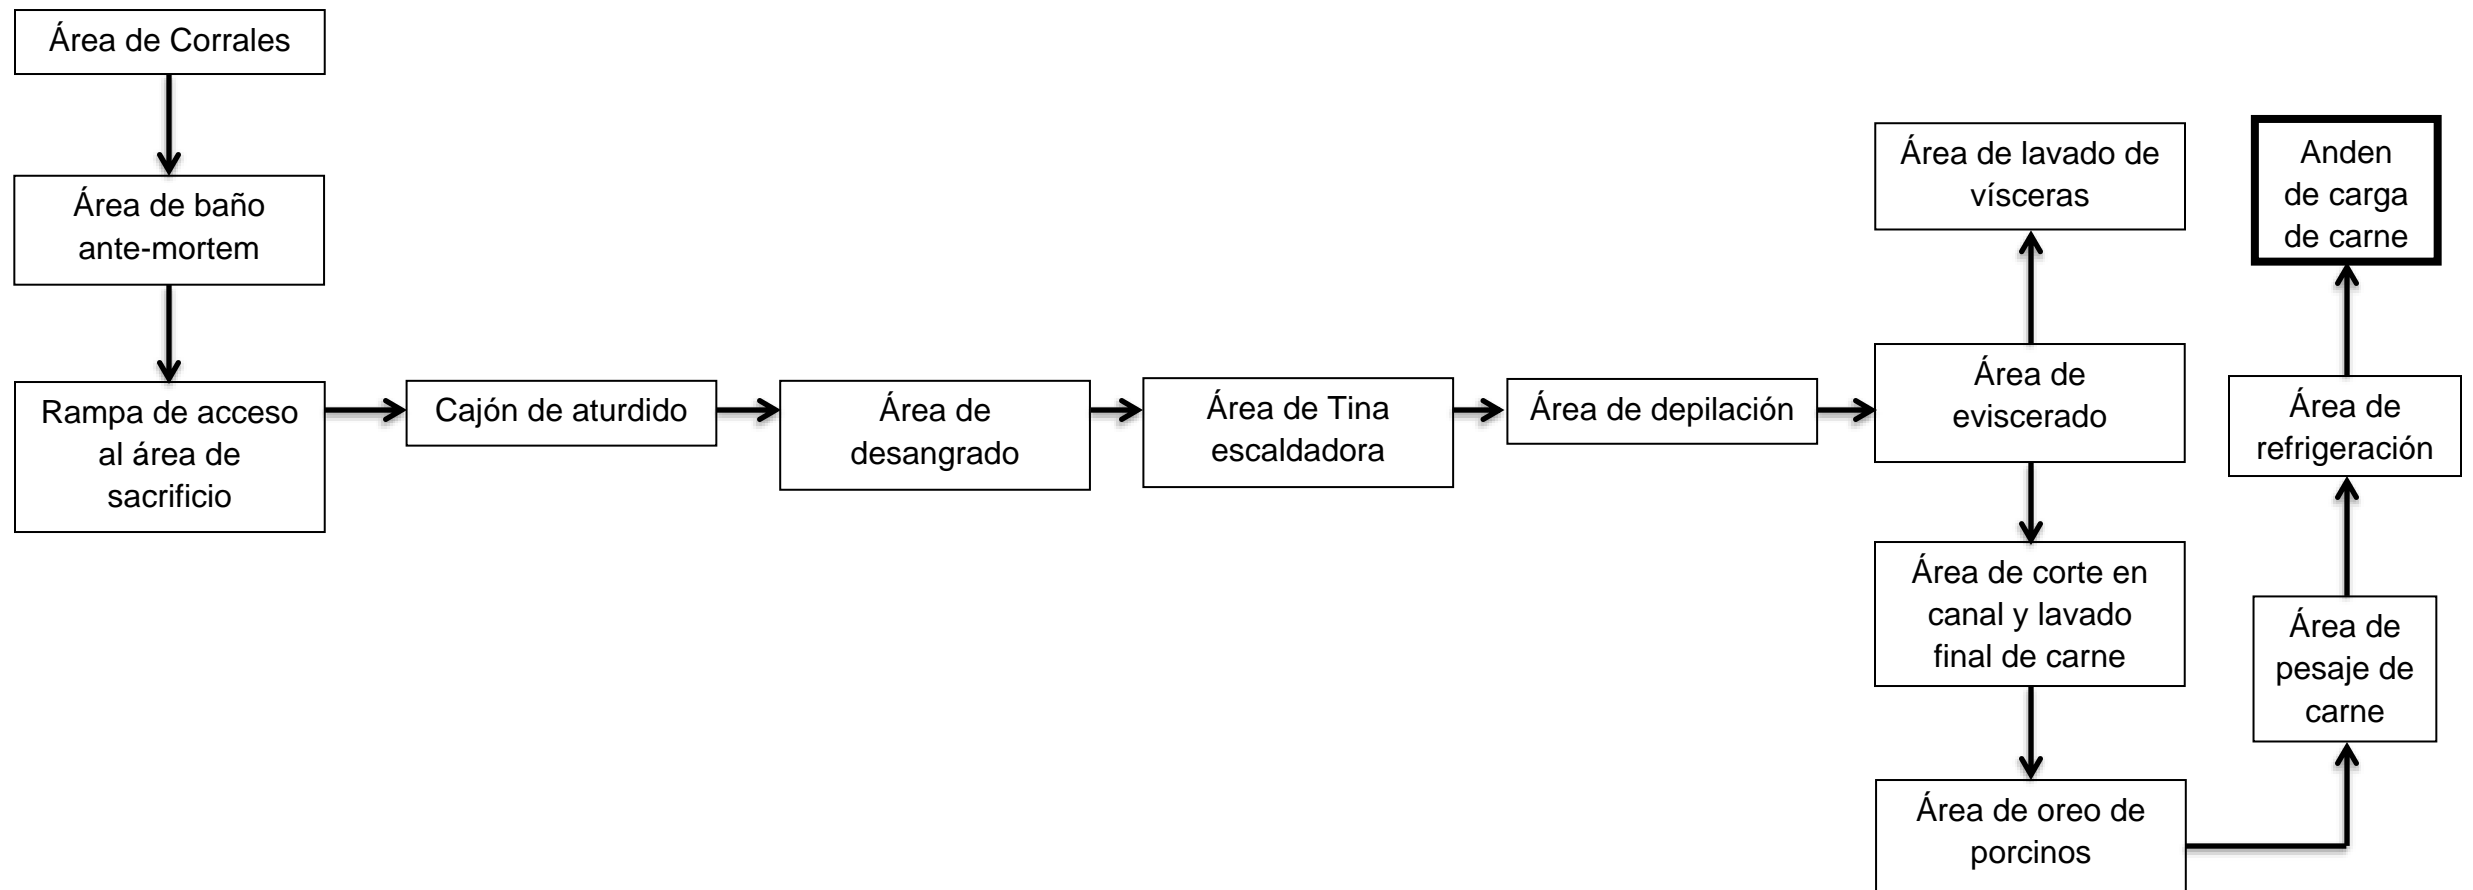 Área de Corrales
Área de baño
ante-mortem
Rampa de acceso
al área de
sacrificio
Cajón de aturdido
Área de
desangrado
Área de Tina
escaldadora
Área de depilación
Área de
eviscerado
Área de lavado de
vísceras
Área de corte en
canal y lavado
final de carne
Área de oreo de
porcinos
Área de
pesaje de
carne
Área de
refrigeración
Anden
de carga
de carne